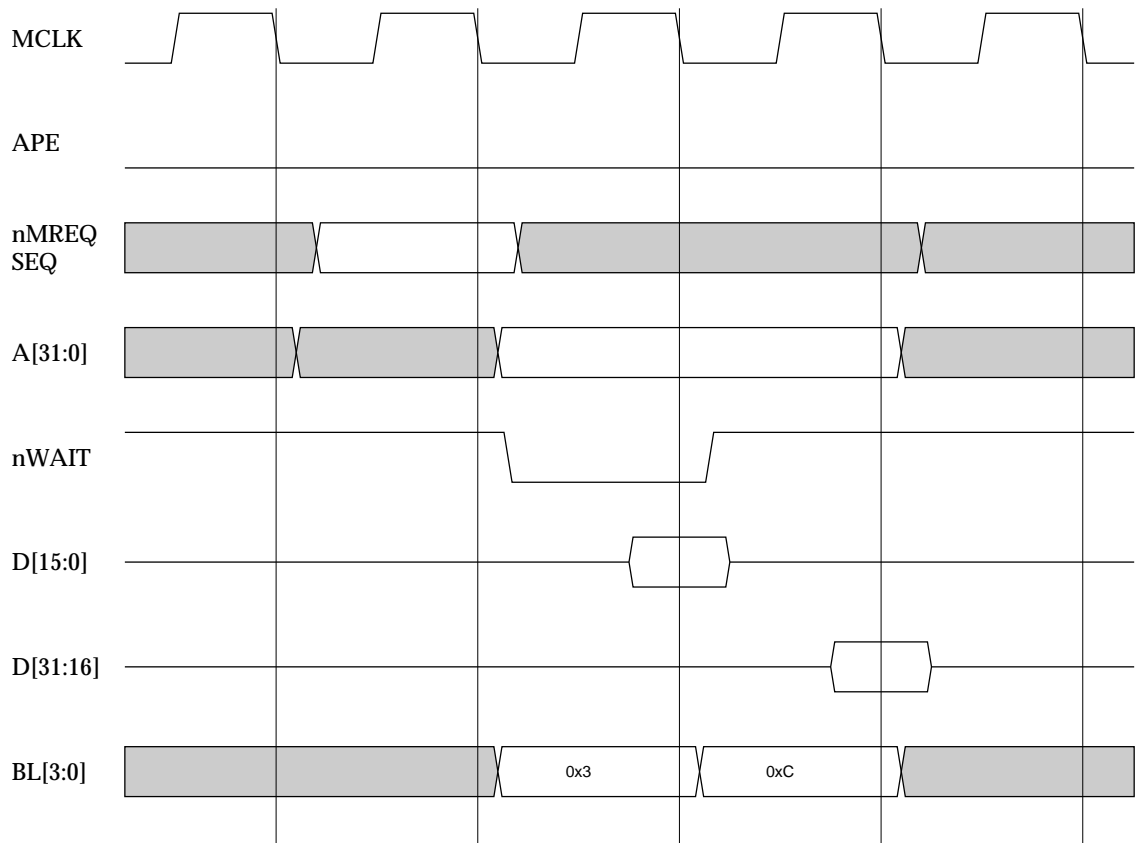 MCLK
APE
nMREQ
SEQ
A[31:0]
nWAIT
D[15:0]
D[31:16]
BL[3:0] 0x3 0xC